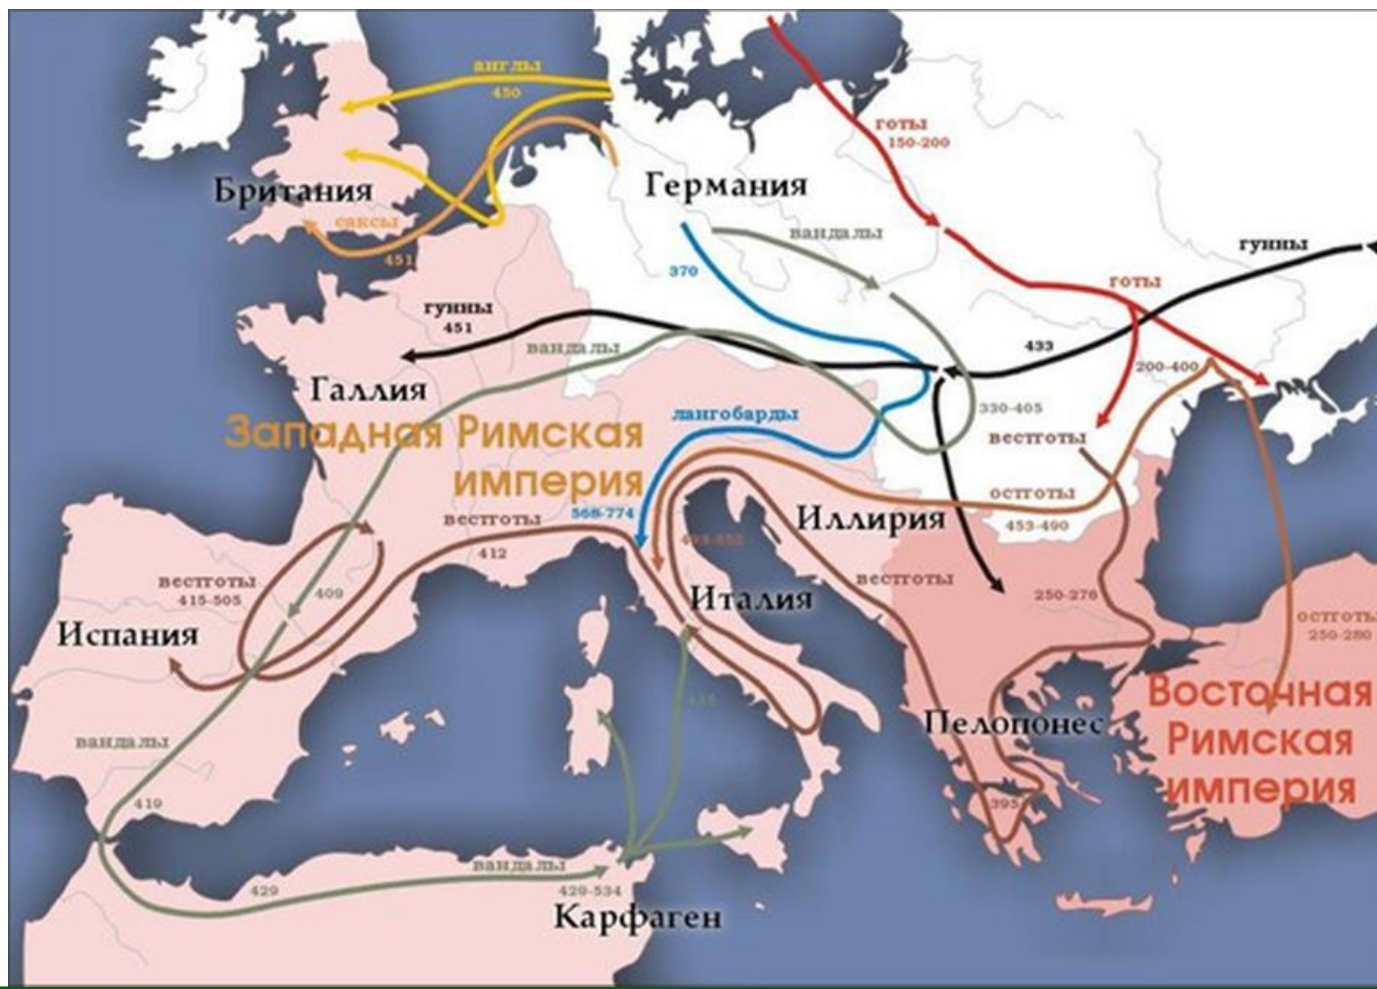 англы
450
готы
150-200
Британия
Германия
саксы
451
вандалы
370
гунны
готы
гунны
451
вандалы
433
200-400
Галлия
лангобарды
330-405
вестготы
Западная Римская
империя
568-774
остготы
453-490
Иллирия
вестготы
412
вестготы
415-505
409
вестготы
250-276
Италия
Испания
остготы
250-280
Восточная
Римская
империя
Пелопонес
вандалы
419
395
вандалы
429
429-534
Карфаген